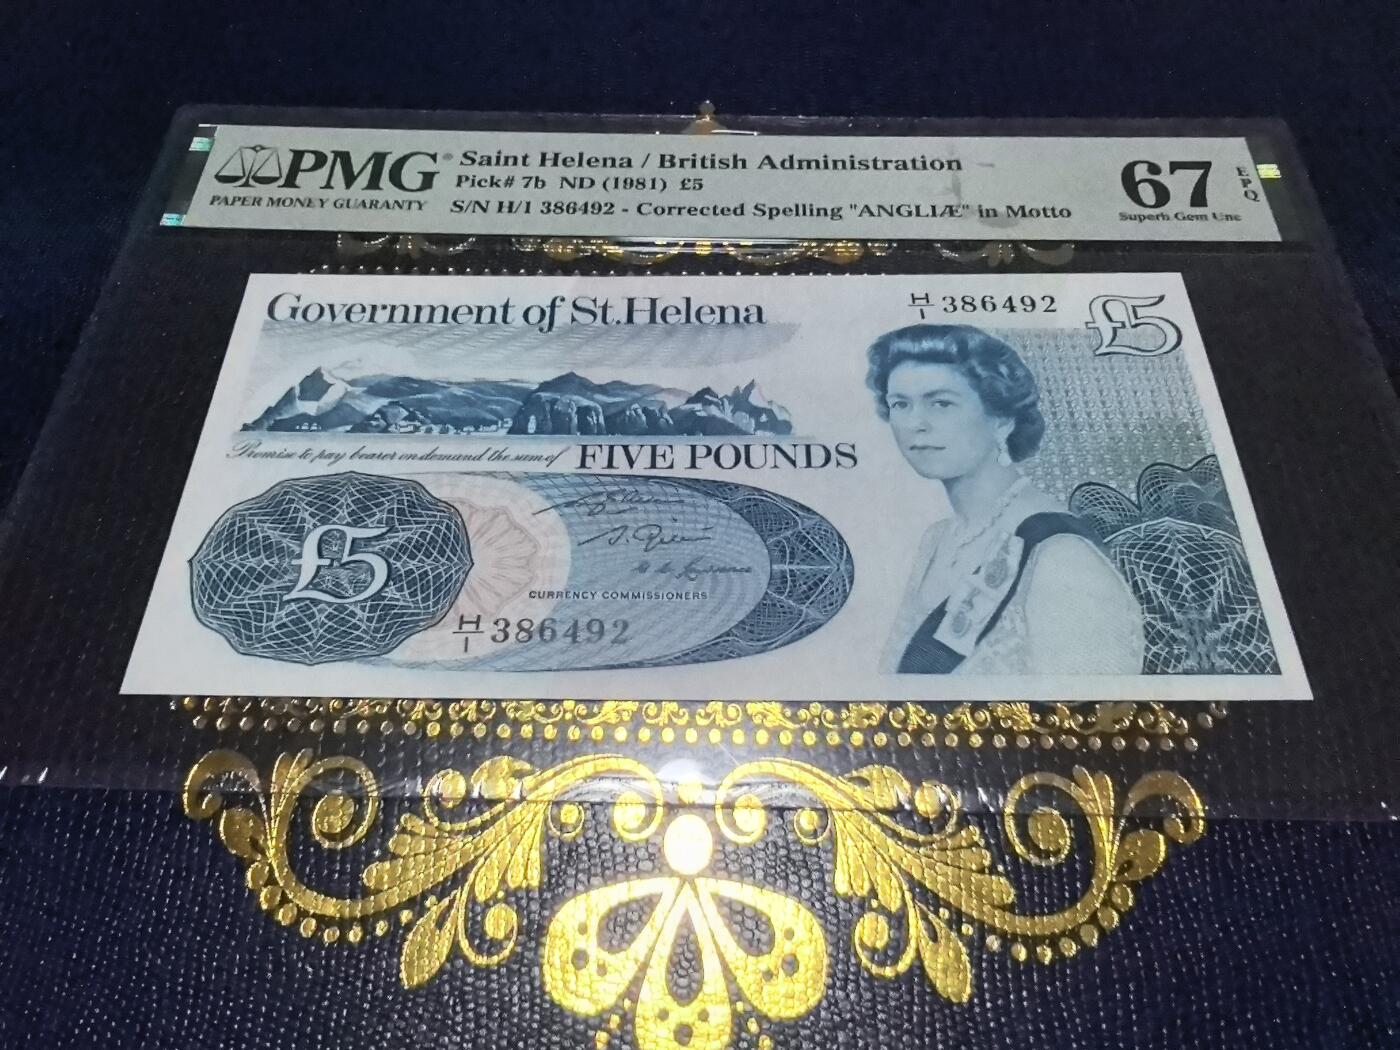 PMG
PAPER MONEY GUARANTY
Saint Helena / British Administration
Pick# 7b ND (1981) £5
S/N H/1 386492 - Corrected Spelling "ANGLIÆ" in Motto
67 EPQ
Superb Gem Unc
Government of St.Helena
H/1 386492
£5
Promise to pay bearer on demand the sum of FIVE POUNDS
£5
CURRENCY COMMISSIONERS
H/1 386492